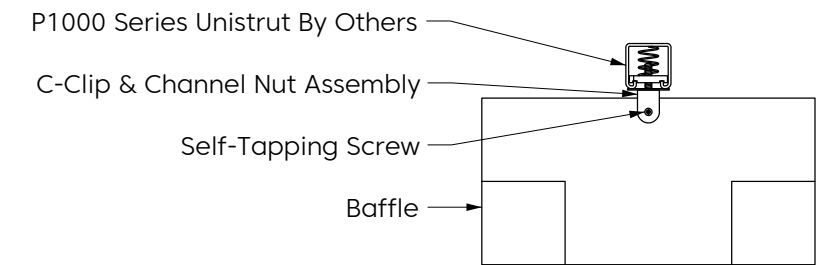 P1000 Series Unistrut By Others
C-Clip & Channel Nut Assembly
Self-Tapping Screw
Baffle